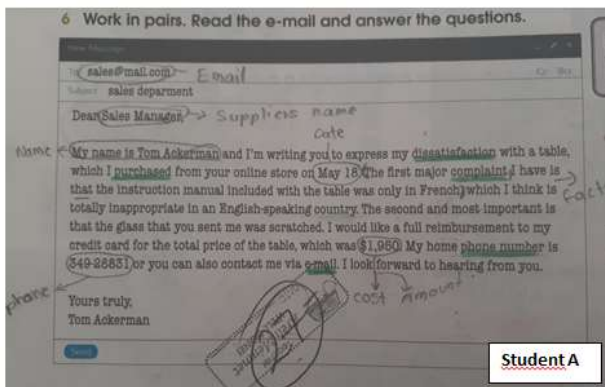 6 Work in pairs. Read the e-mail and answer the questions.
New Message
sales@mail.com Email
Subject sales deparment
Dear Sales Manager, Suppliers name
Date
Name My name is Tom Ackerman and I'm writing you to express my dissatisfaction with a table,
which I purchased from your online store on May 18. The first major complaint I have is
that the instruction manual included with the table was only in French, which I think is fact
totally inappropriate in an English-speaking country. The second and most important is
that the glass that you sent me was scratched. I would like a full reimbursement to my
credit card for the total price of the table, which was $1,950. My home phone number is
349-28831 or you can also contact me via e-mail. I look forward to hearing from you.
phone cost amount
Yours truly,
Tom Ackerman
Send
Student A